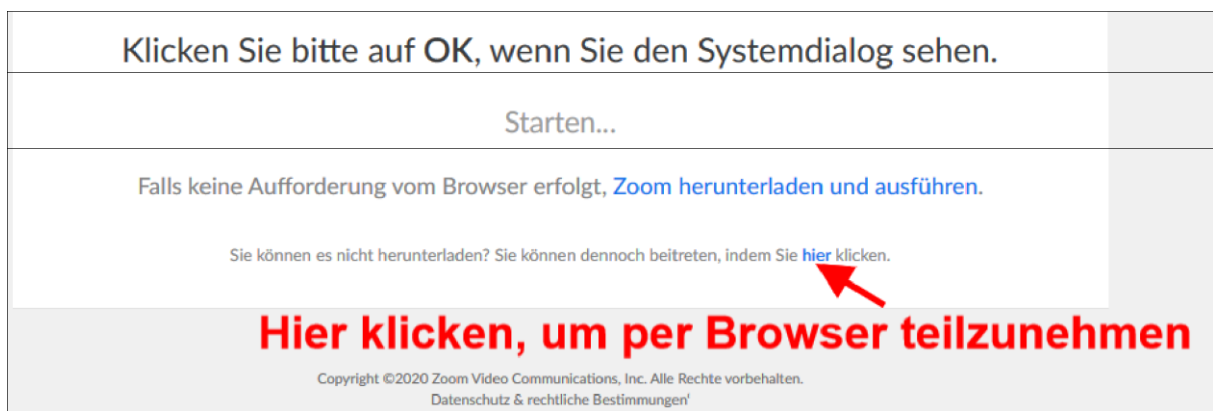 Klicken Sie bitte auf OK, wenn Sie den Systemdialog sehen.
Starten...
Falls keine Aufforderung vom Browser erfolgt, Zoom herunterladen und ausführen.
Sie können es nicht herunterladen? Sie können dennoch beitreten, indem Sie hier klicken.
Hier klicken, um per Browser teilzunehmen
Copyright ©2020 Zoom Video Communications, Inc. Alle Rechte vorbehalten.
Datenschutz & rechtliche Bestimmungen'